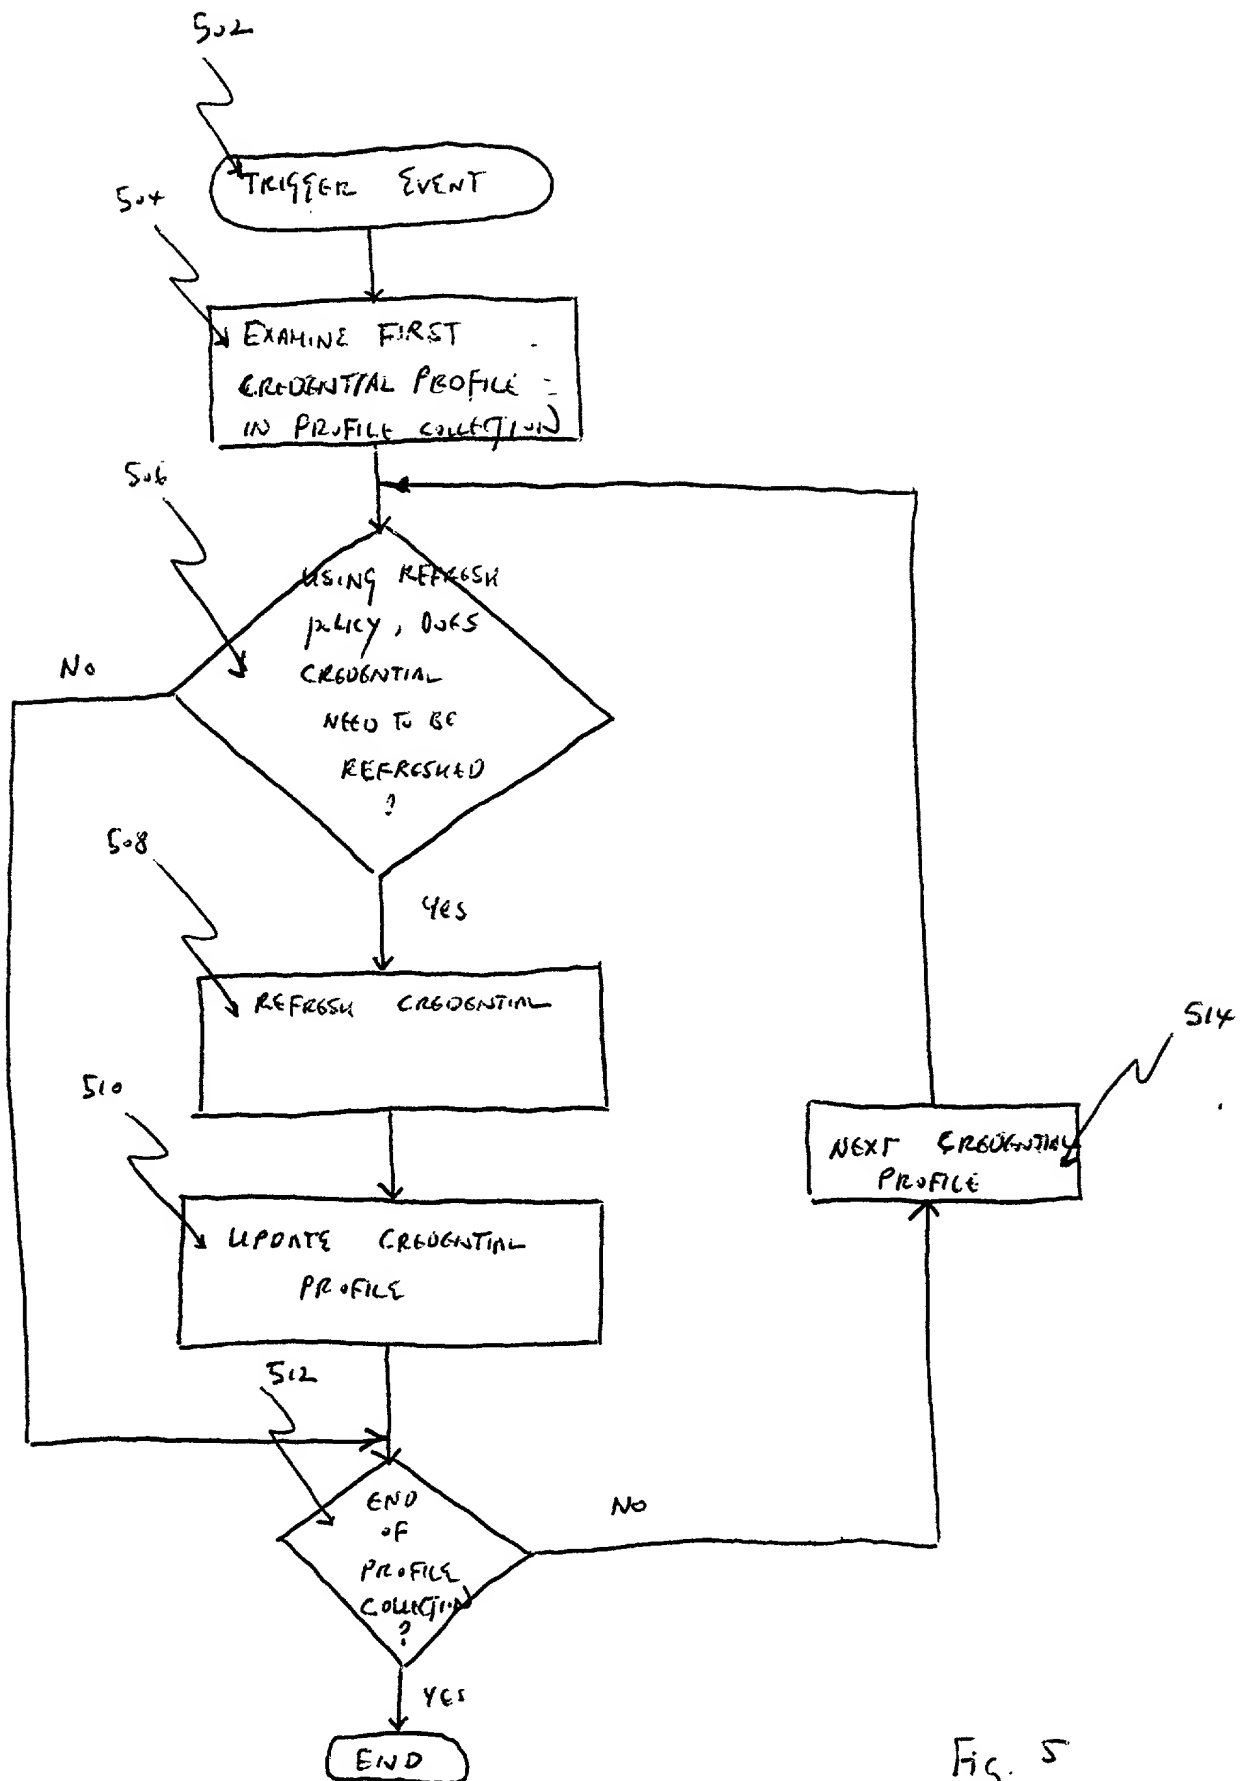 502
TRIGGER EVENT
504
EXAMINE FIRST
CREDENTIAL PROFILE
IN PROFILE COLLECTION
506
USING REFRESH
POLICY, DOES
CREDENTIAL
NEED TO BE
REFRESHED
?
No
YES
508
REFRESH CREDENTIAL
510
UPDATE CREDENTIAL
PROFILE
514
NEXT CREDENTIAL
PROFILE
512
END
OF
PROFILE
COLLECTION
?
NO
YES
END
Fig. 5